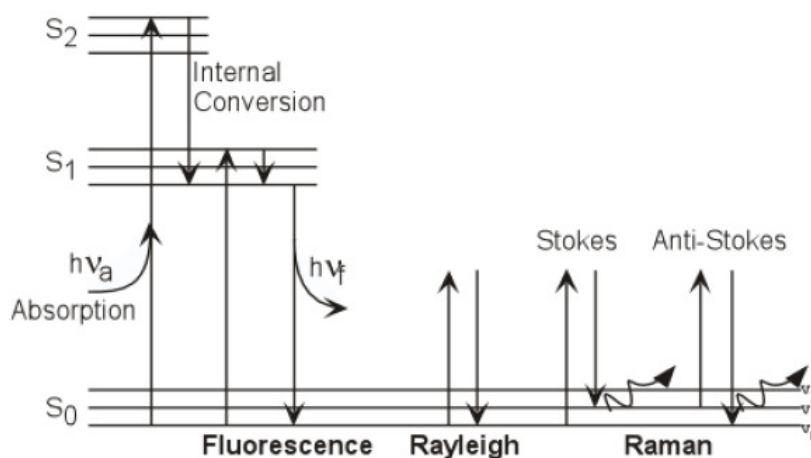 S2
Internal
Conversion
S1
Stokes
Anti-Stokes
hνa
hνf
Absorption
S0
Fluorescence
Rayleigh
Raman